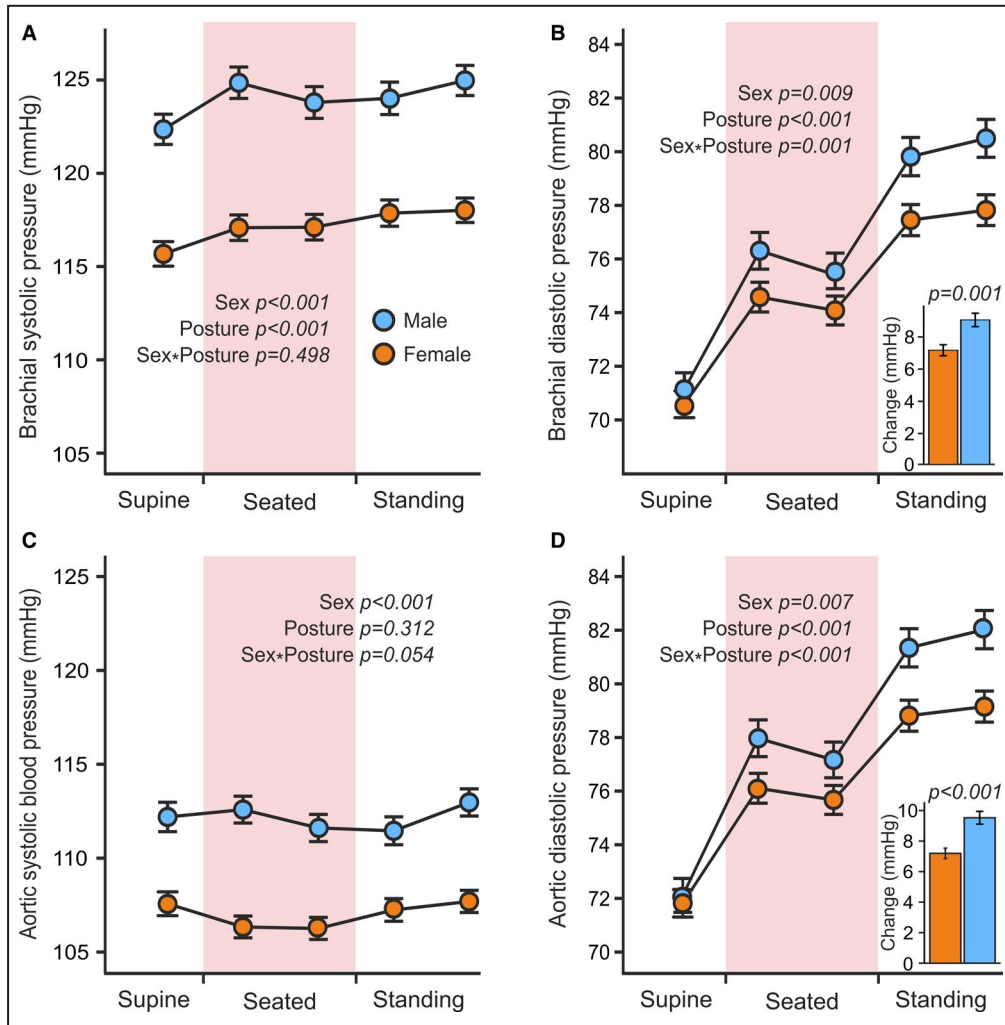 A
Brachial systolic pressure (mmHg)
125
120
115
110
105
Sex p<0.001
Posture p<0.001
Sex*Posture p=0.498
Male
Female
Supine Seated Standing
B
Brachial diastolic pressure (mmHg)
84
82
80
78
76
74
72
70
Sex p=0.009
Posture p<0.001
Sex*Posture p=0.001
p=0.001
Change (mmHg)
8
6
4
2
0
Supine Seated Standing
C
Aortic systolic blood pressure (mmHg)
125
120
115
110
105
Sex p<0.001
Posture p=0.312
Sex*Posture p=0.054
Supine Seated Standing
D
Aortic diastolic pressure (mmHg)
84
82
80
78
76
74
72
70
Sex p=0.007
Posture p<0.001
Sex*Posture p<0.001
p<0.001
Change (mmHg)
10
8
6
4
2
0
Supine Seated Standing